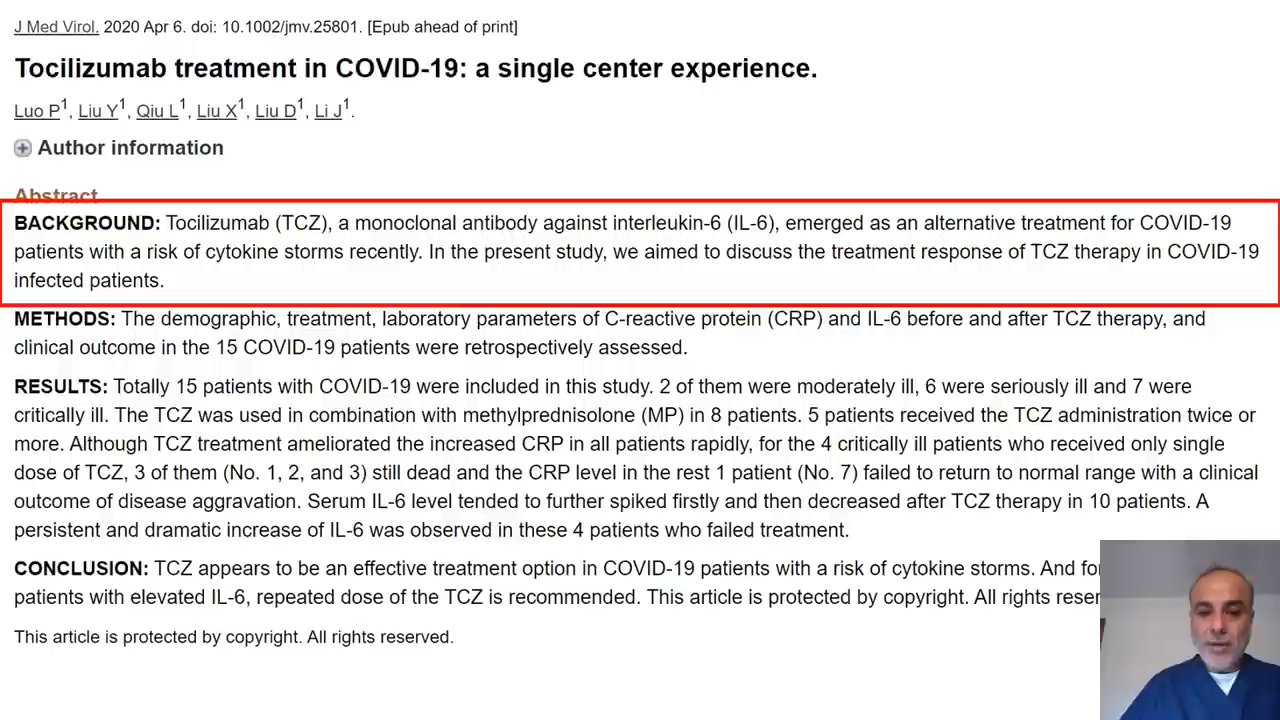 J Med Virol. 2020 Apr 6. doi: 10.1002/jmv.25801. [Epub ahead of print]
Tocilizumab treatment in COVID-19: a single center experience.
Luo P1, Liu Y1, Qiu L1, Liu X1, Liu D1, Li J1.
Author information
Abstract
BACKGROUND: Tocilizumab (TCZ), a monoclonal antibody against interleukin-6 (IL-6), emerged as an alternative treatment for COVID-19
patients with a risk of cytokine storms recently. In the present study, we aimed to discuss the treatment response of TCZ therapy in COVID-19
infected patients.
METHODS: The demographic, treatment, laboratory parameters of C-reactive protein (CRP) and IL-6 before and after TCZ therapy, and
clinical outcome in the 15 COVID-19 patients were retrospectively assessed.
RESULTS: Totally 15 patients with COVID-19 were included in this study. 2 of them were moderately ill, 6 were seriously ill and 7 were
critically ill. The TCZ was used in combination with methylprednisolone (MP) in 8 patients. 5 patients received the TCZ administration twice or
more. Although TCZ treatment ameliorated the increased CRP in all patients rapidly, for the 4 critically ill patients who received only single
dose of TCZ, 3 of them (No. 1, 2, and 3) still dead and the CRP level in the rest 1 patient (No. 7) failed to return to normal range with a clinical
outcome of disease aggravation. Serum IL-6 level tended to further spiked firstly and then decreased after TCZ therapy in 10 patients. A
persistent and dramatic increase of IL-6 was observed in these 4 patients who failed treatment.
CONCLUSION: TCZ appears to be an effective treatment option in COVID-19 patients with a risk of cytokine storms. And for
patients with elevated IL-6, repeated dose of the TCZ is recommended. This article is protected by copyright. All rights reser
This article is protected by copyright. All rights reserved.